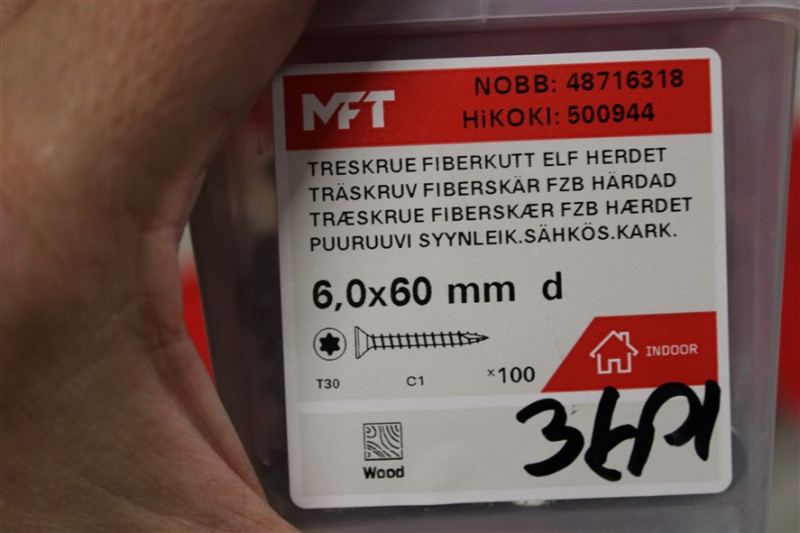 MFT
NOBB: 48716318
HiKOKI: 500944
TRESKRUE FIBERKUTT ELF HERDET
TRÄSKRUV FIBERSKÄR FZB HÄRDAD
TRÆSKRUE FIBERSKÆR FZB HÆRDET
PUURUUVI SYYNLEIK.SÄHKÖS.KARK.
6,0x60 mm d
INDOOR
T30 C1 x100
Wood